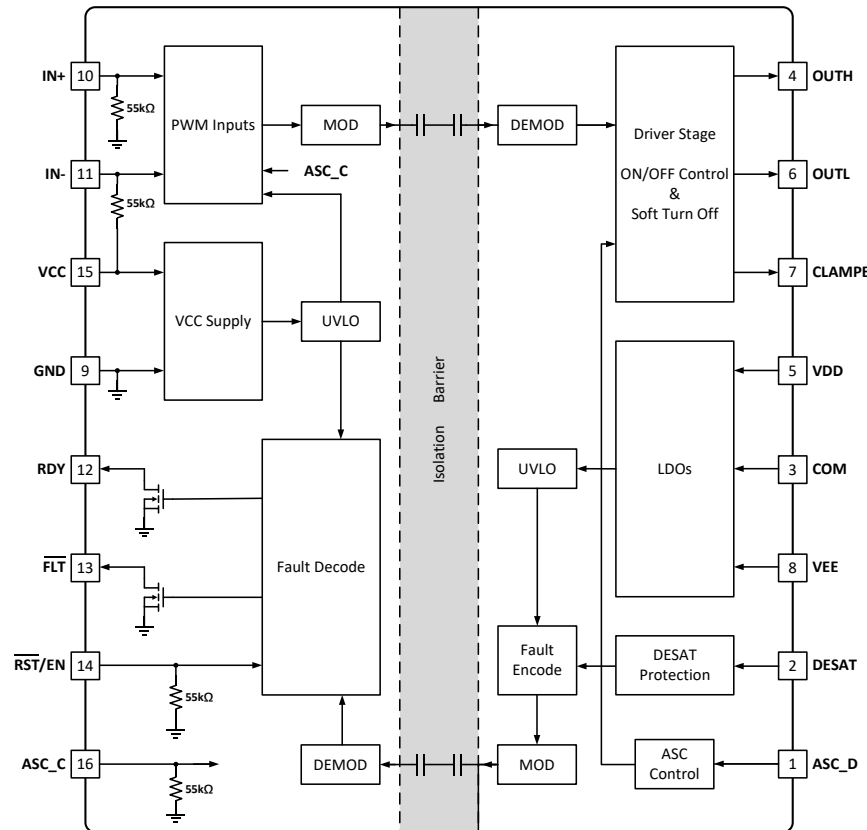 IN+
10
55kΩ
PWM Inputs
MOD
DEMOD
Driver Stage
ON/OFF Control
&
Soft Turn Off
4
OUTH
IN-
11
ASC_C
6
OUTL
55kΩ
VCC
15
VCC Supply
UVLO
7
CLAMPE
GND
9
Isolation Barrier
LDOs
5
VDD
RDY
12
UVLO
3
COM
FLT
13
Fault Decode
8
VEE
RST/EN
14
55kΩ
Fault
Encode
DESAT
Protection
2
DESAT
ASC_C
16
55kΩ
DEMOD
MOD
ASC
Control
1
ASC_D